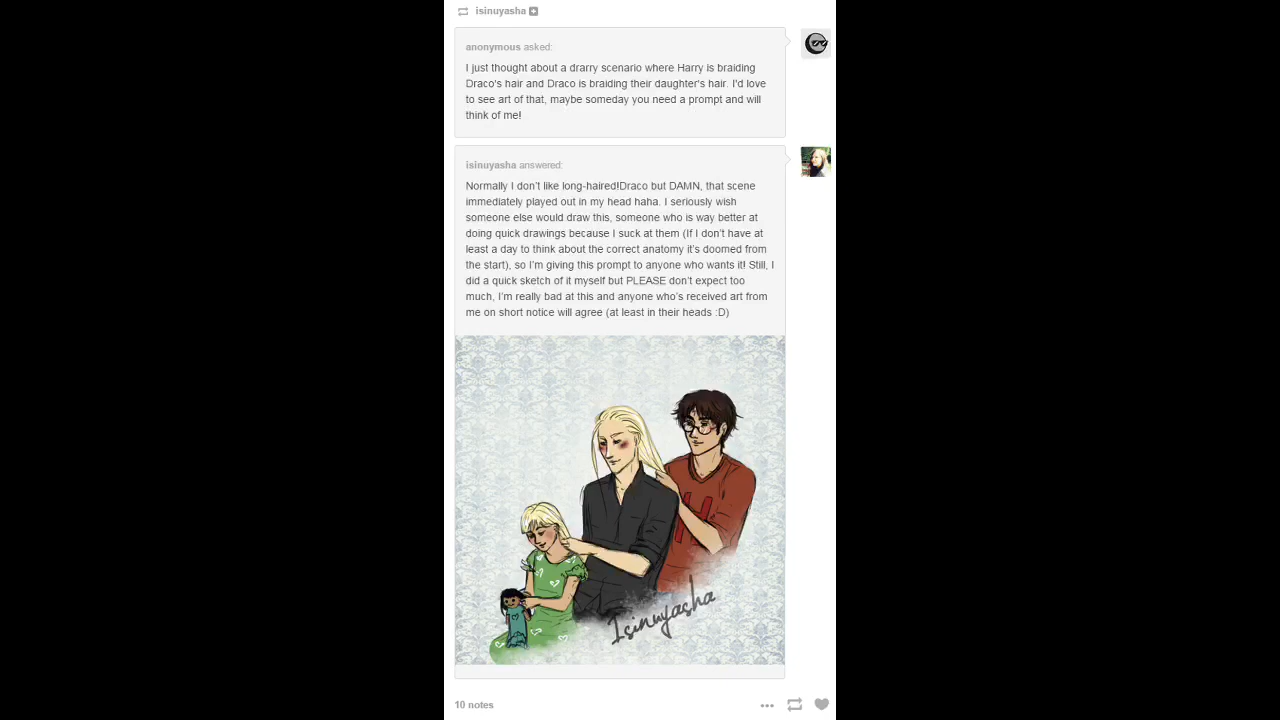 isinuyasha
anonymous asked:
I just thought about a drarry scenario where Harry is braiding
Draco's hair and Draco is braiding their daughter's hair. I'd love
to see art of that, maybe someday you need a prompt and will
think of me!
isinuyasha answered:
Normally I don't like long-haired!Draco but DAMN, that scene
immediately played out in my head haha. I seriously wish
someone else would draw this, someone who is way better at
doing quick drawings because I suck at them (If I don't have at
least a day to think about the correct anatomy it's doomed from
the start), so I'm giving this prompt to anyone who wants it! Still, I
did a quick sketch of it myself but PLEASE don't expect too
much, I'm really bad at this and anyone who's received art from
me on short notice will agree (at least in their heads :D)
H
Isinuyasha
10 notes